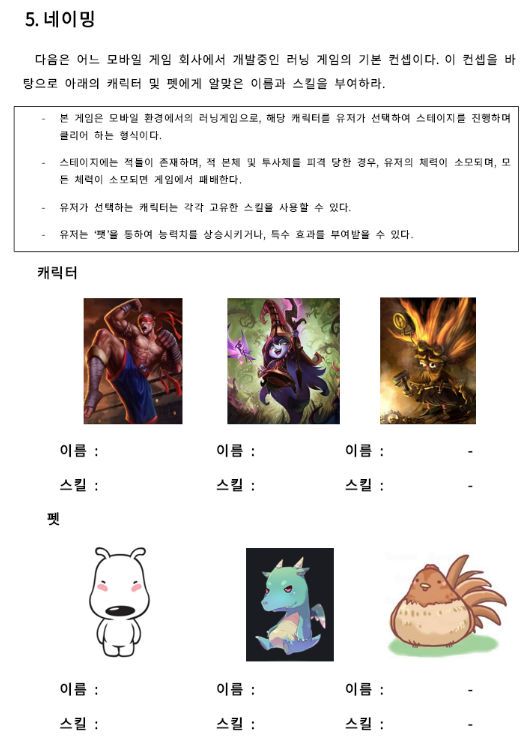 5. 네이밍
다음은 어느 모바일 게임 회사에서 개발중인 러닝 게임의 기본 컨셉이다. 이 컨셉을 바
탕으로 아래의 캐릭터 및 펫에게 알맞은 이름과 스킬을 부여하라.
- 본 게임은 모바일 환경에서의 러닝게임으로, 해당 캐릭터를 유저가 선택하여 스테이지를 진행하며
클리어 하는 형식이다.
- 스테이지에는 적들이 존재하며, 적 본체 및 투사체를 피격 당한 경우, 유저의 체력이 소모되며, 모
든 체력이 소모되면 게임에서 패배한다.
- 유저가 선택하는 캐릭터는 각각 고유한 스킬을 사용할 수 있다.
- 유저는 '펫'을 통하여 능력치를 상승시키거나, 특수 효과를 부여받을 수 있다.
캐릭터
이름 : 이름 : 이름 : -
스킬 : 스킬 : 스킬 : -
펫
이름 : 이름 : 이름 : -
스킬 : 스킬 : 스킬 : -